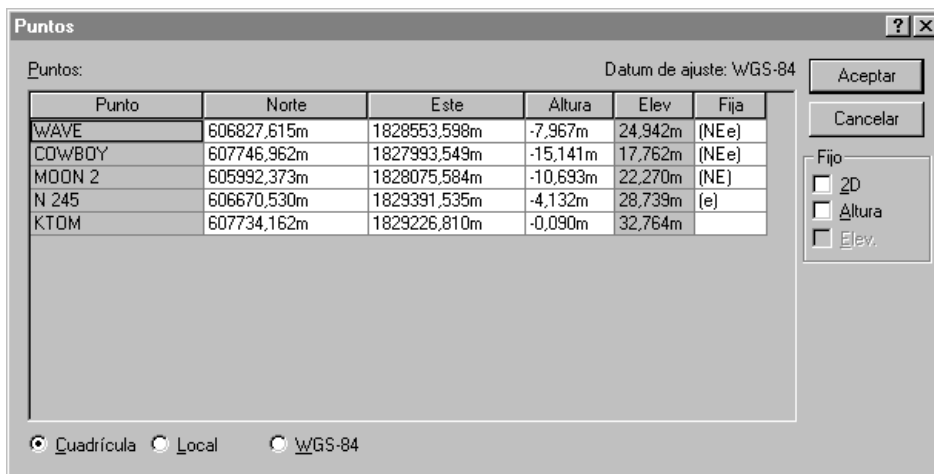 Puntos
Puntos: Datum de ajuste: WGS-84
Punto Norte Este Altura Elev Fija
WAVE 606827,615m 1828553,598m -7,967m 24,942m (NEe)
COWBOY 607746,962m 1827993,549m -15,141m 17,762m (NEe)
MOON 2 605992,373m 1828075,584m -10,693m 22,270m (NE)
N 245 606670,530m 1829391,535m -4,132m 28,739m (e)
KTOM 607734,162m 1829226,810m -0,090m 32,764m
Cuadrícula Local WGS-84
Aceptar
Cancelar
Fijo
2D
Altura
Elev.